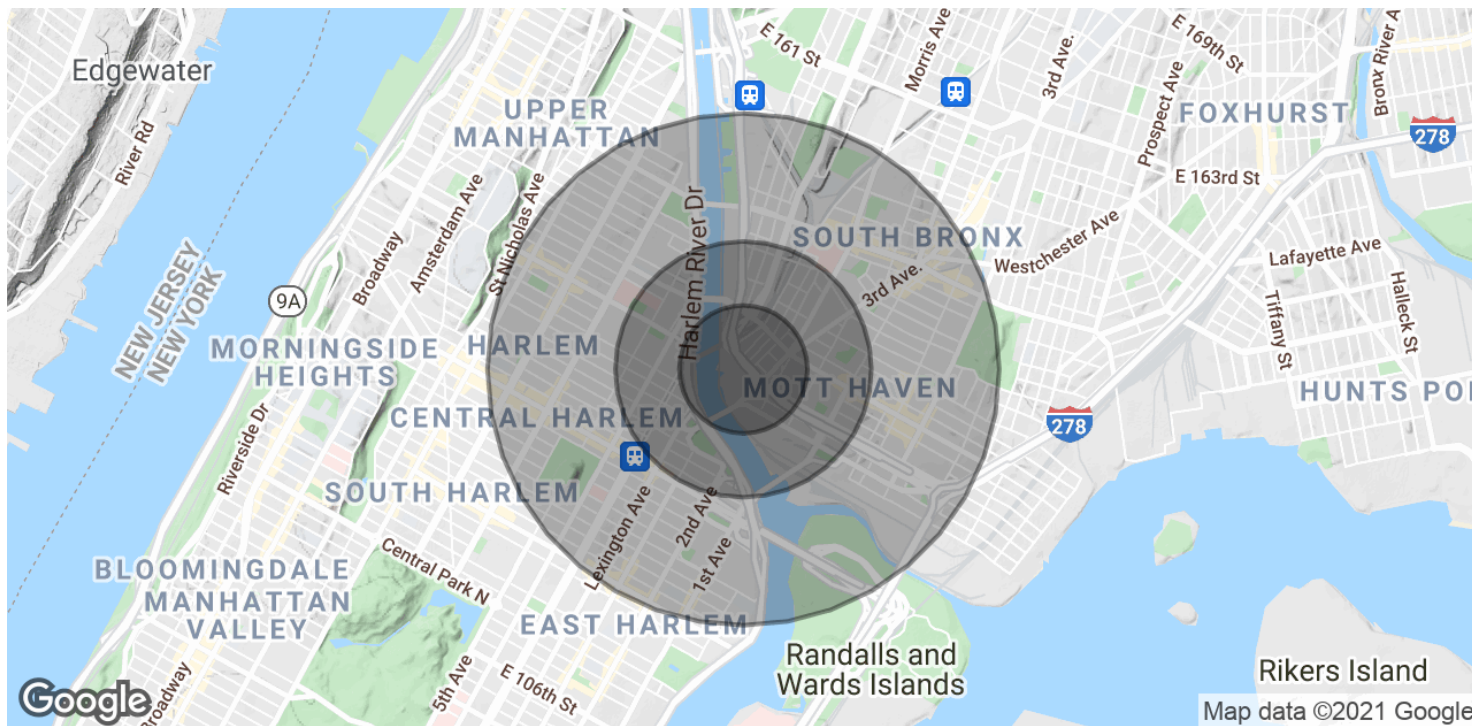 Edgewater
River Rd
UPPER
MANHATTAN
E 161 St
Morris Ave
3rd Ave.
E 169th St
Prospect Ave
Bronx River A
FOXHURST
278
E 163rd St
NEW JERSEY
NEW YORK
9A
Broadway
Amsterdam Ave
St Nicholas Ave
Harlem River Dr
SOUTH BRONX
3rd Ave.
Westchester Ave
Lafayette Ave
Tiffany St
Halleck St
MORNINGSIDE
HEIGHTS
HARLEM
CENTRAL HARLEM
MOTT HAVEN
HUNTS POI
278
Riverside Dr
SOUTH HARLEM
Lexington Ave
2nd Ave
1st Ave
Central Park N
BLOOMINGDALE
MANHATTAN
VALLEY
EAST HARLEM
Randalls and
Wards Islands
Rikers Island
Broadway
5th Ave
E 106th St
Google
Map data ©2021 Google